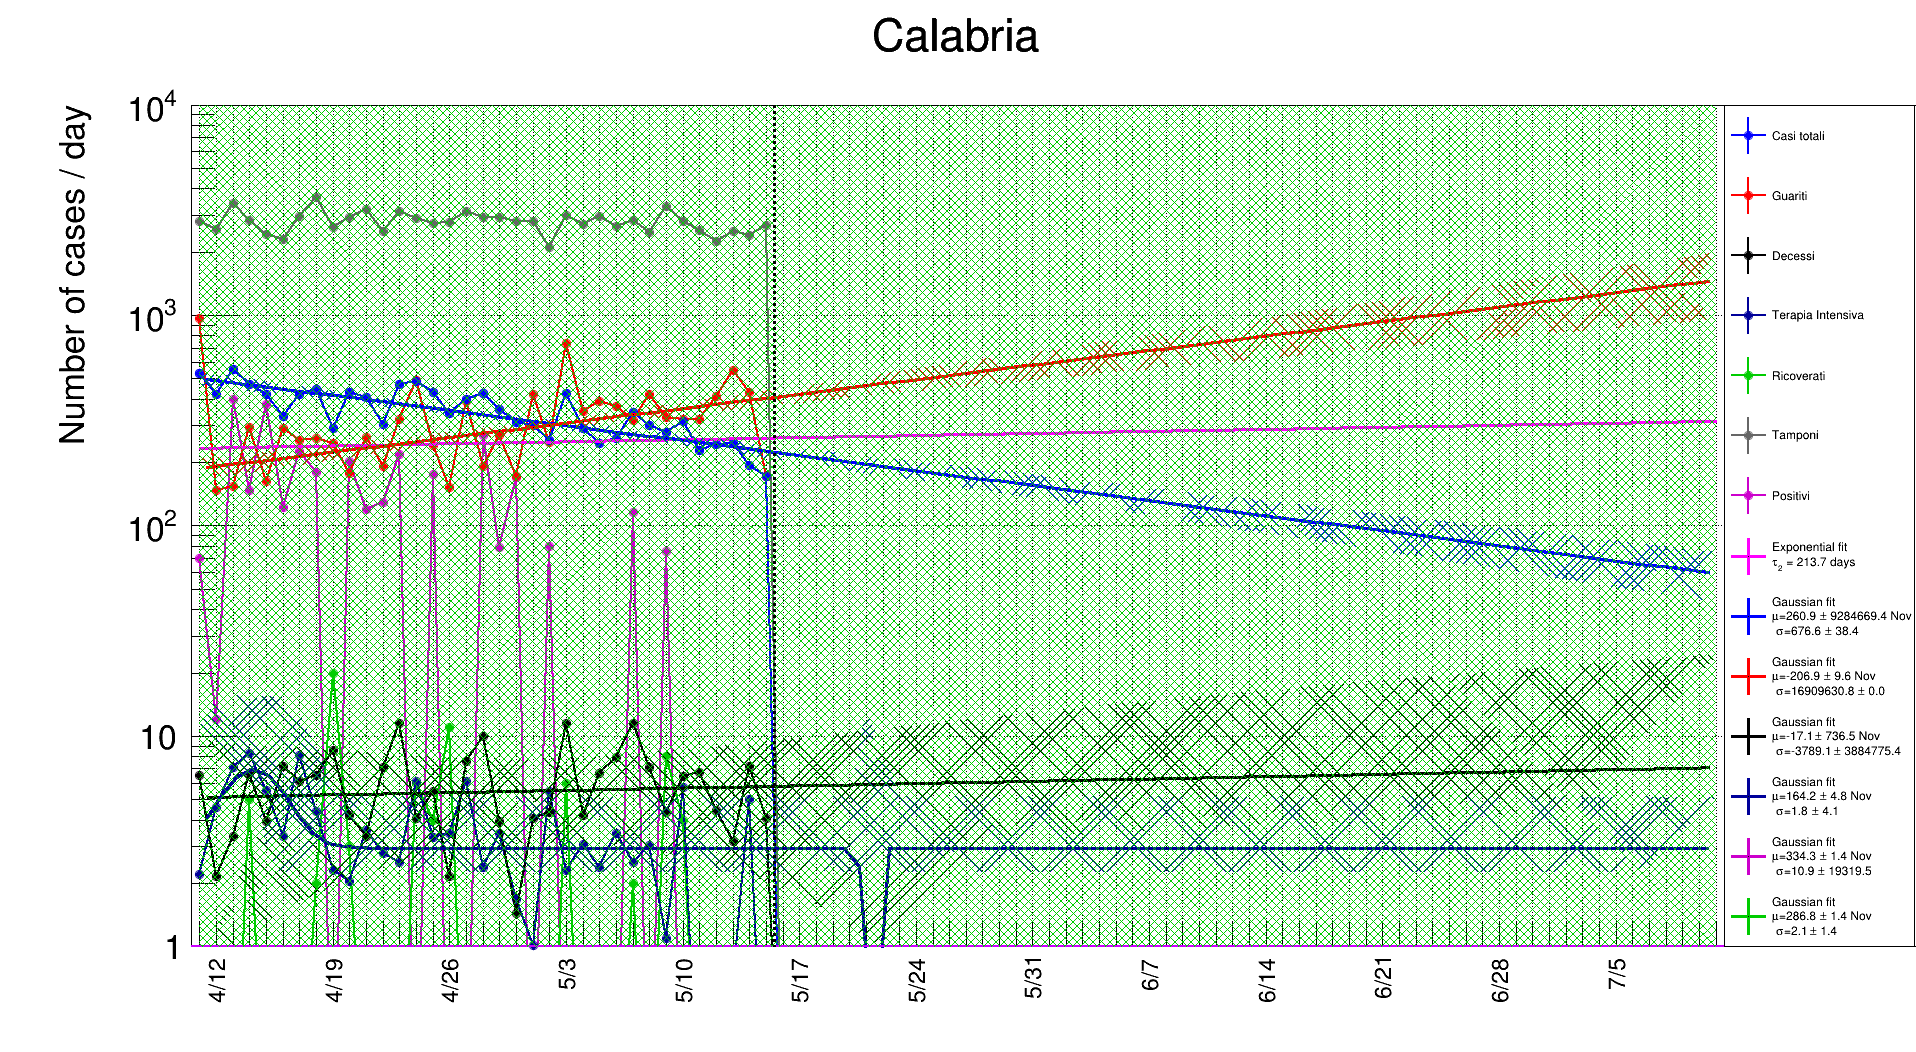 Calabria
Number of cases / day
10⁴
10³
10²
10
1
4/12
4/19
4/26
5/3
5/10
5/17
5/24
5/31
6/7
6/14
6/21
6/28
7/5
Casi totali
Guariti
Decessi
Terapia Intensiva
Ricoverati
Tamponi
Positivi
Exponential fit
τ₂ = 213.7 days
Gaussian fit
μ=260.9 ± 9284669.4 Nov
σ=676.6 ± 38.4
Gaussian fit
μ=-206.9 ± 9.6 Nov
σ=16909630.8 ± 0.0
Gaussian fit
μ=-17.1 ± 736.5 Nov
σ=-3789.1 ± 3884775.4
Gaussian fit
μ=164.2 ± 4.8 Nov
σ=1.8 ± 4.1
Gaussian fit
μ=334.3 ± 1.4 Nov
σ=10.9 ± 19319.5
Gaussian fit
μ=286.8 ± 1.4 Nov
σ=2.1 ± 1.4